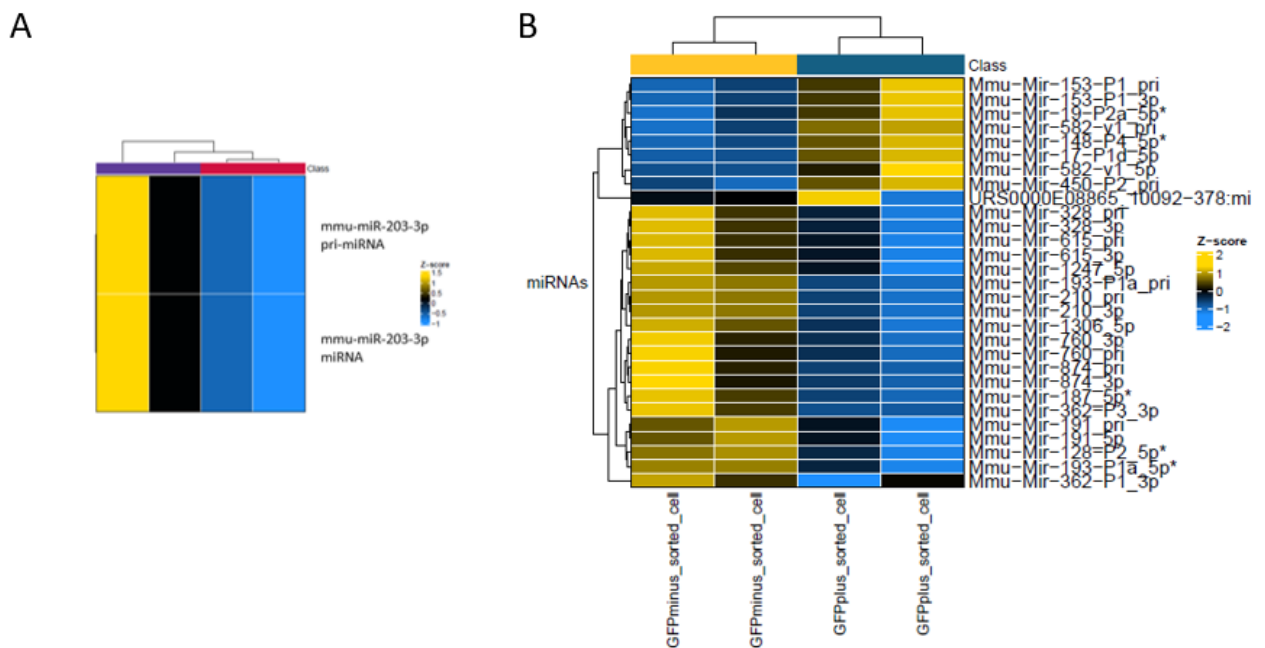 A
B
Class
mmu-miR-203-3p
pri-miRNA
Z-score
1.5
1
0.5
0
-0.5
-1
mmu-miR-203-3p
miRNA
Class
Mmu-Mir-153-P1_pri
Mmu-Mir-153-P1_3p
Mmu-Mir-19-P2a_5p*
Mmu-Mir-582-v1_pri
Mmu-Mir-148-P4_5p*
Mmu-Mir-17-P1d_5p
Mmu-Mir-582-v1_5p
Mmu-Mir-450-P2_pri
URS0000E08865_10092-378:mi
Mmu-Mir-328_pri
Mmu-Mir-328_3p
Mmu-Mir-615_pri
Mmu-Mir-615_3p
Mmu-Mir-1247_5p
Mmu-Mir-193-P1a_pri
Mmu-Mir-210_pri
Mmu-Mir-210_3p
Mmu-Mir-1306_5p
Mmu-Mir-760_3p
Mmu-Mir-760_pri
Mmu-Mir-874_pri
Mmu-Mir-874_3p
Mmu-Mir-187_5p*
Mmu-Mir-362-P3_3p
Mmu-Mir-191_pri
Mmu-Mir-191_5p
Mmu-Mir-128-P2_5p*
Mmu-Mir-193-P1a_5p*
Mmu-Mir-362-P1_3p*
miRNAs
Z-score
2
1
0
-1
-2
GFPminus_sorted_cell
GFPminus_sorted_cell
GFPplus_sorted_cell
GFPplus_sorted_cell